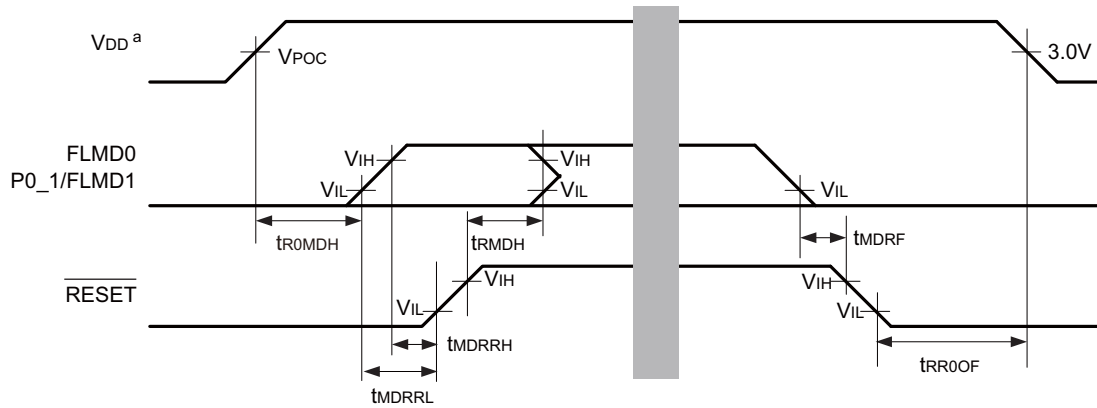 VDD a
VPOC
3.0V
FLMD0
P0_1/FLMD1
VIH
VIL
VIH
VIL
VIL
tR0MDH
tRMDH
tMDRF
RESET
VIL
VIH
VIH
VIL
tMDRRH
tMDRRL
tRR0OF